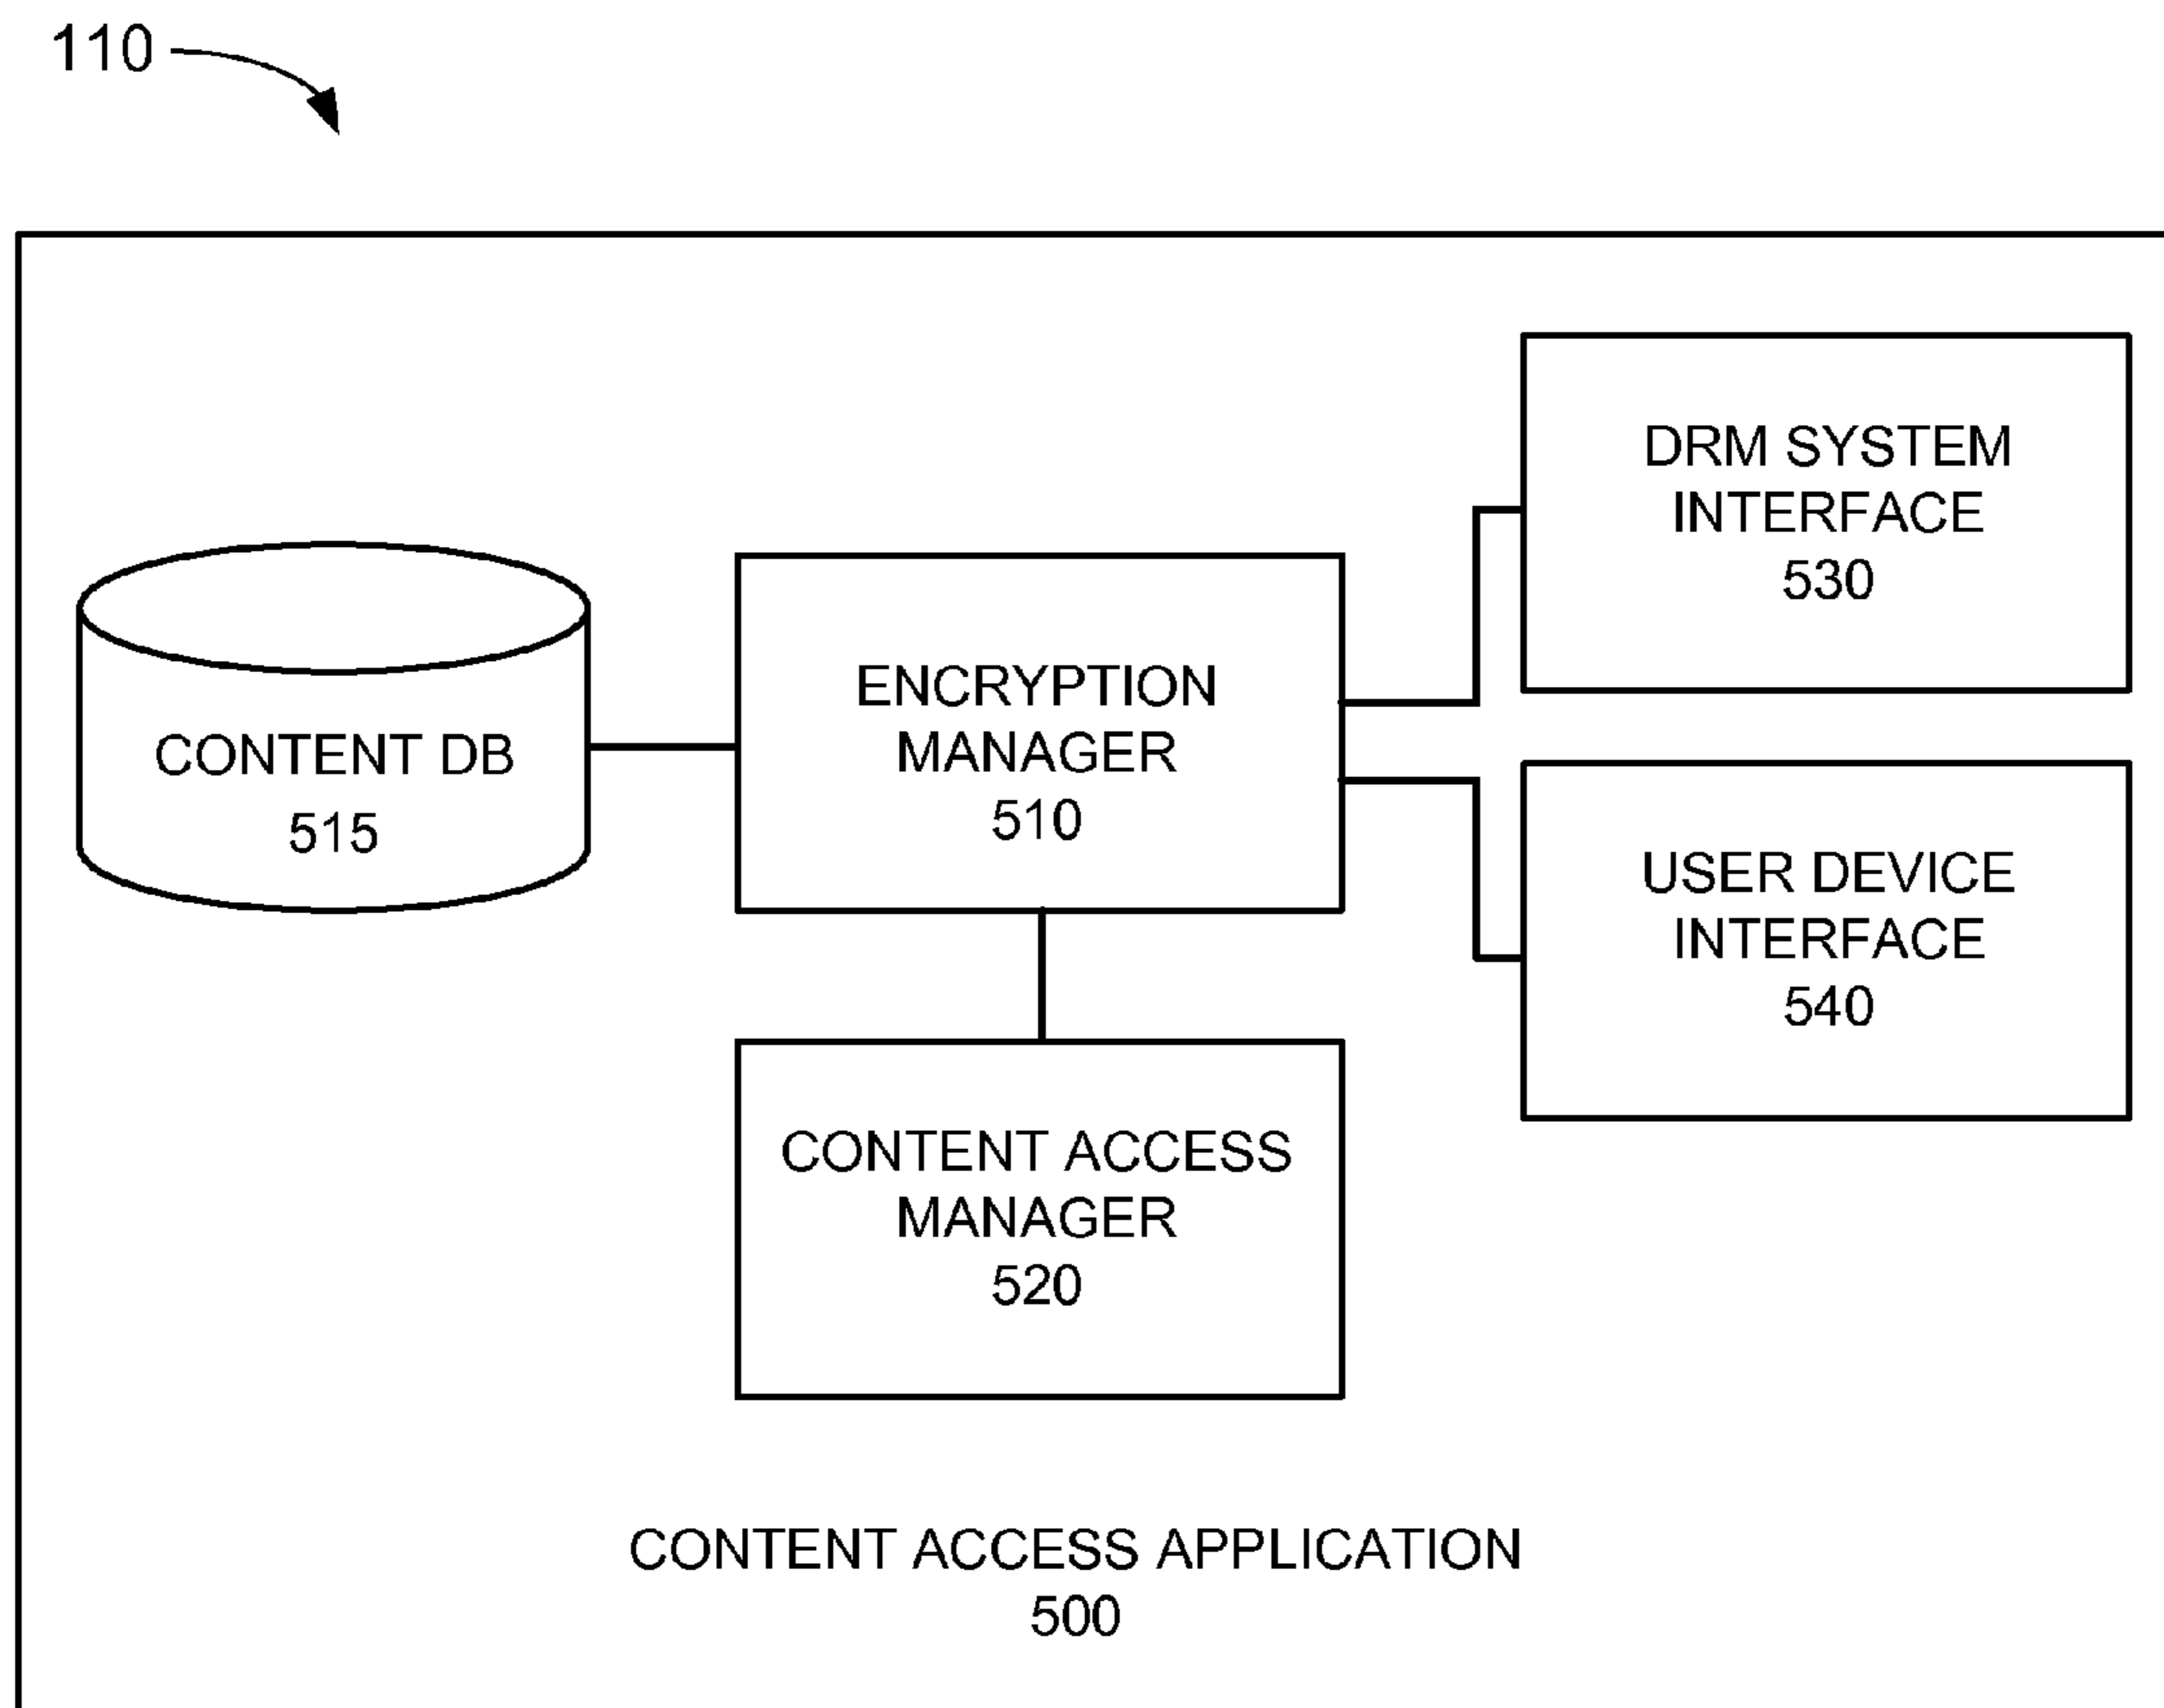 110
DRM SYSTEM
INTERFACE
530
CONTENT DB
515
ENCRYPTION
MANAGER
510
USER DEVICE
INTERFACE
540
CONTENT ACCESS
MANAGER
520
CONTENT ACCESS APPLICATION
500